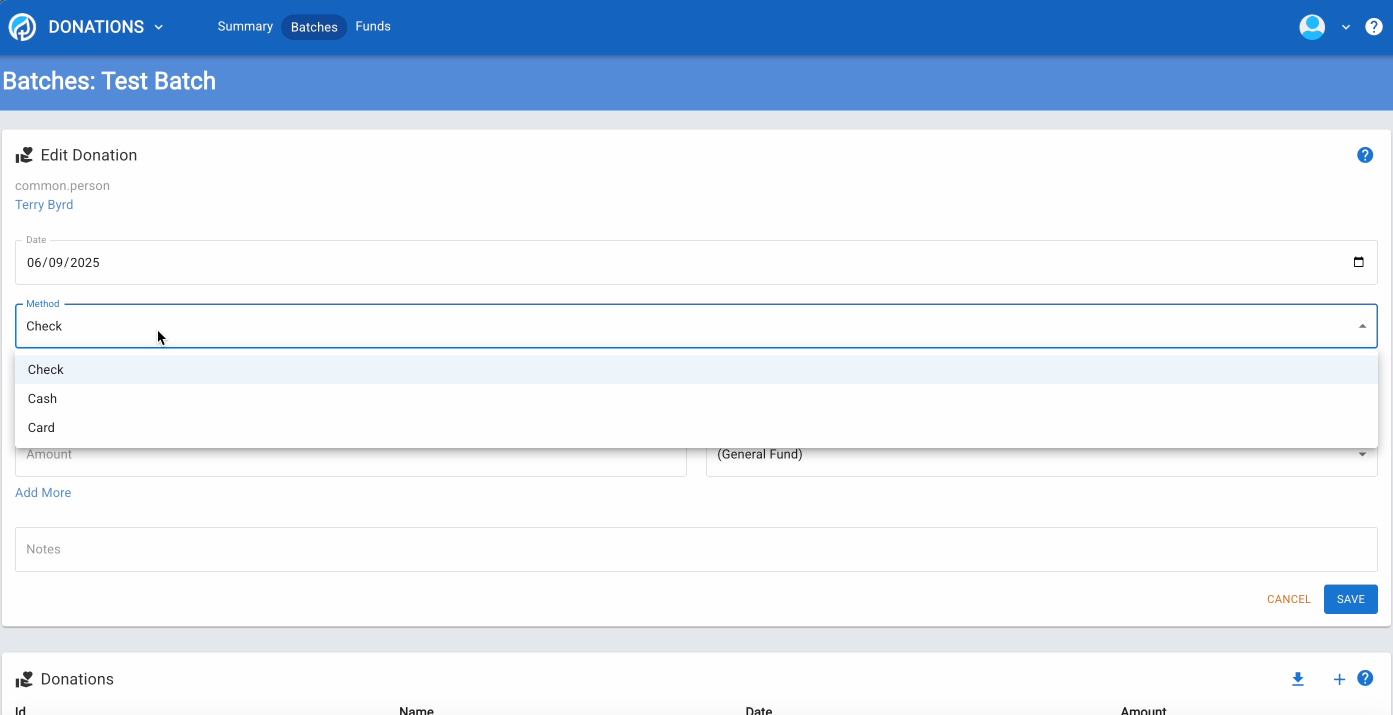 DONATIONS Summary Batches Funds
Batches: Test Batch
Edit Donation
common.person
Terry Byrd
Date
06/09/2025
Method
Check
Check
Cash
Card
Amount (General Fund)
Add More
Notes
CANCEL SAVE
Donations
Id Name Date Amount